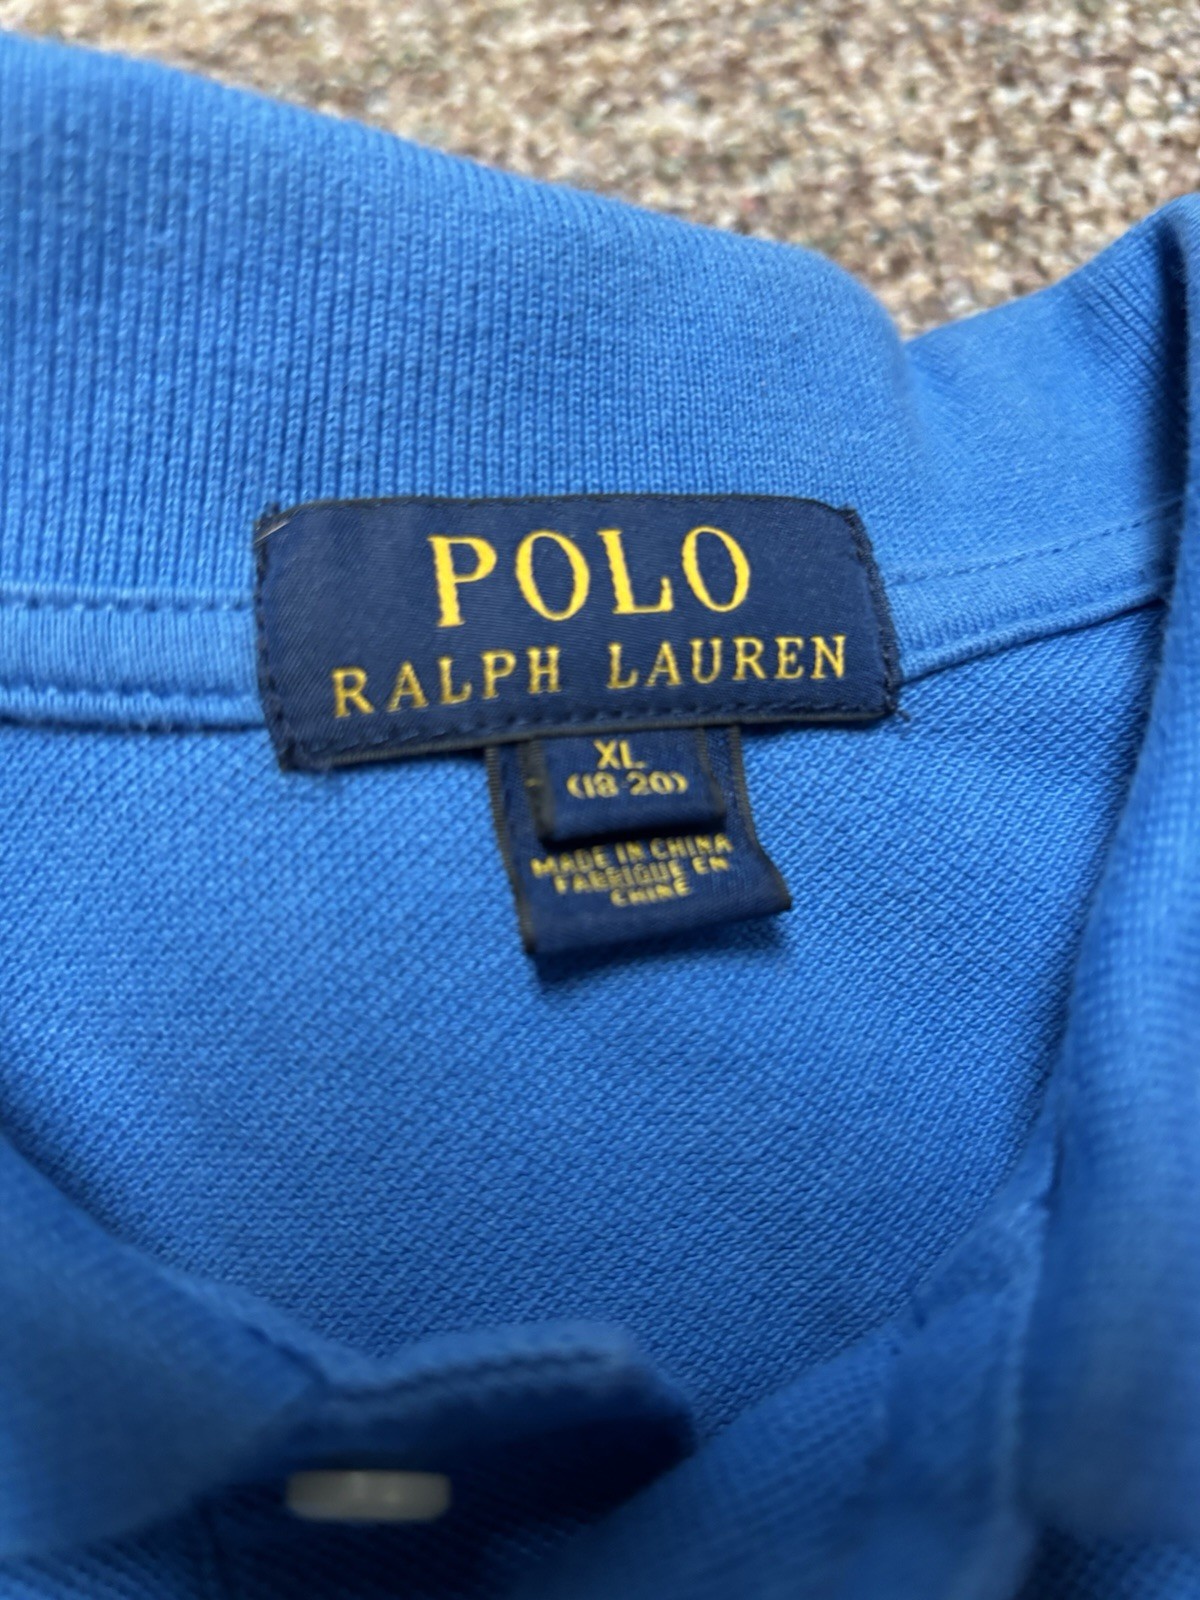 POLO
RALPH LAUREN
XL
(18-20)
MADE IN CHINA
FABRIQUE EN
CHINE